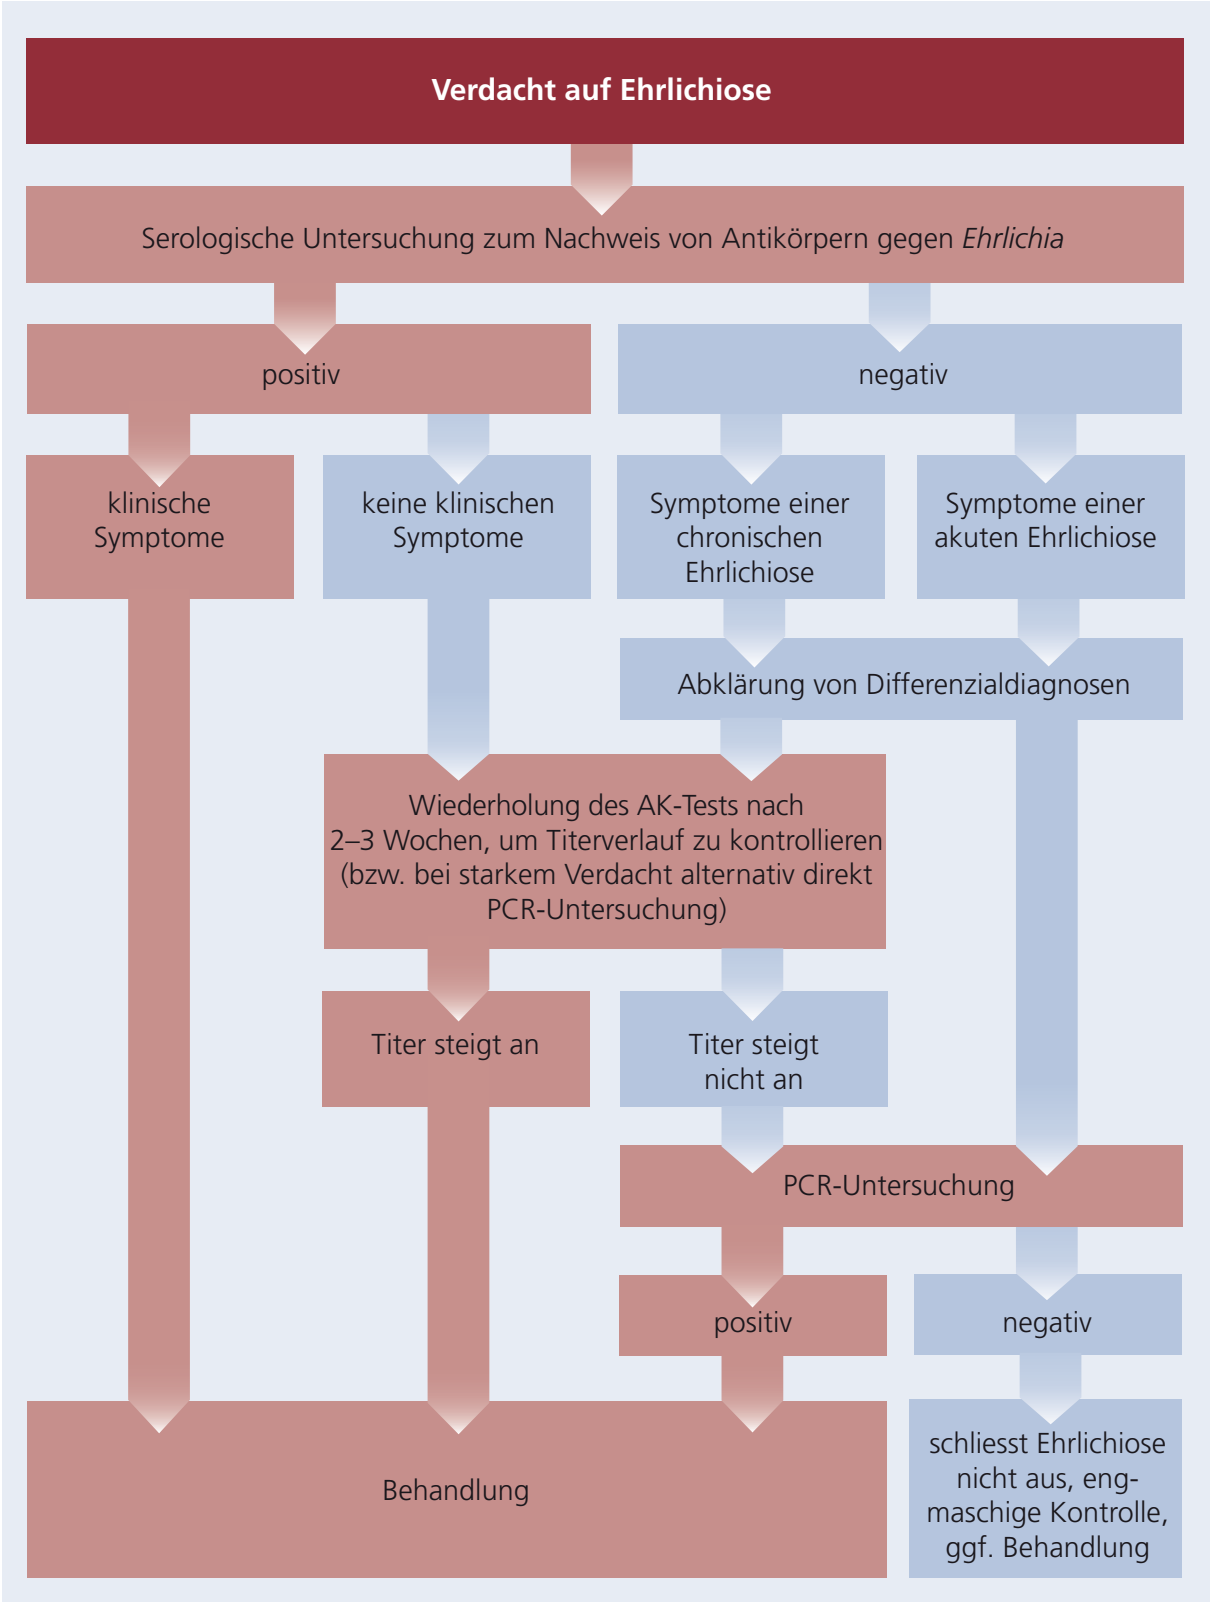 Verdacht auf Ehrlichiose
Serologische Untersuchung zum Nachweis von Antikörpern gegen Ehrlichia
positiv
negativ
klinische
Symptome
keine klinischen
Symptome
Symptome einer
chronischen
Ehrlichiose
Symptome einer
akuten Ehrlichiose
Abklärung von Differenzialdiagnosen
Wiederholung des AK-Tests nach
2–3 Wochen, um Titerverlauf zu kontrollieren
(bzw. bei starkem Verdacht alternativ direkt
PCR-Untersuchung)
Titer steigt an
Titer steigt
nicht an
PCR-Untersuchung
positiv
negativ
Behandlung
schliesst Ehrlichiose
nicht aus, eng-
maschige Kontrolle,
ggf. Behandlung